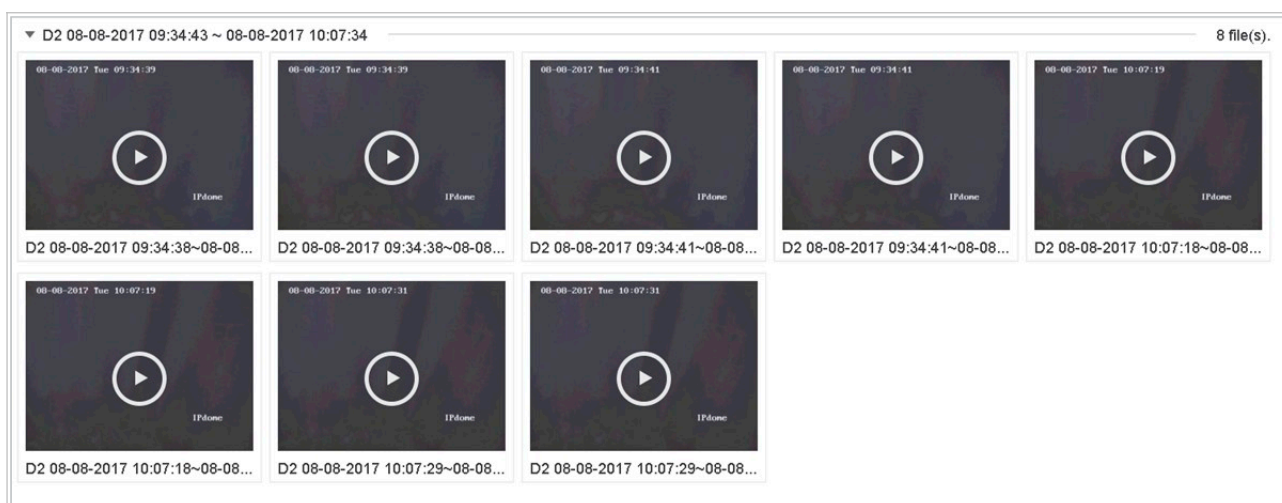 D2 08-08-2017 09:34:43 ~ 08-08-2017 10:07:34 8 file(s).
08-08-2017 Tue 09:34:39
IPdome
D2 08-08-2017 09:34:38~08-08...
08-08-2017 Tue 09:34:39
IPdome
D2 08-08-2017 09:34:38~08-08...
08-08-2017 Tue 09:34:41
IPdome
D2 08-08-2017 09:34:41~08-08...
08-08-2017 Tue 09:34:41
IPdome
D2 08-08-2017 09:34:41~08-08...
08-08-2017 Tue 10:07:19
IPdome
D2 08-08-2017 10:07:18~08-08...
08-08-2017 Tue 10:07:19
IPdome
D2 08-08-2017 10:07:18~08-08...
08-08-2017 Tue 10:07:31
IPdome
D2 08-08-2017 10:07:29~08-08...
08-08-2017 Tue 10:07:31
IPdome
D2 08-08-2017 10:07:29~08-08...